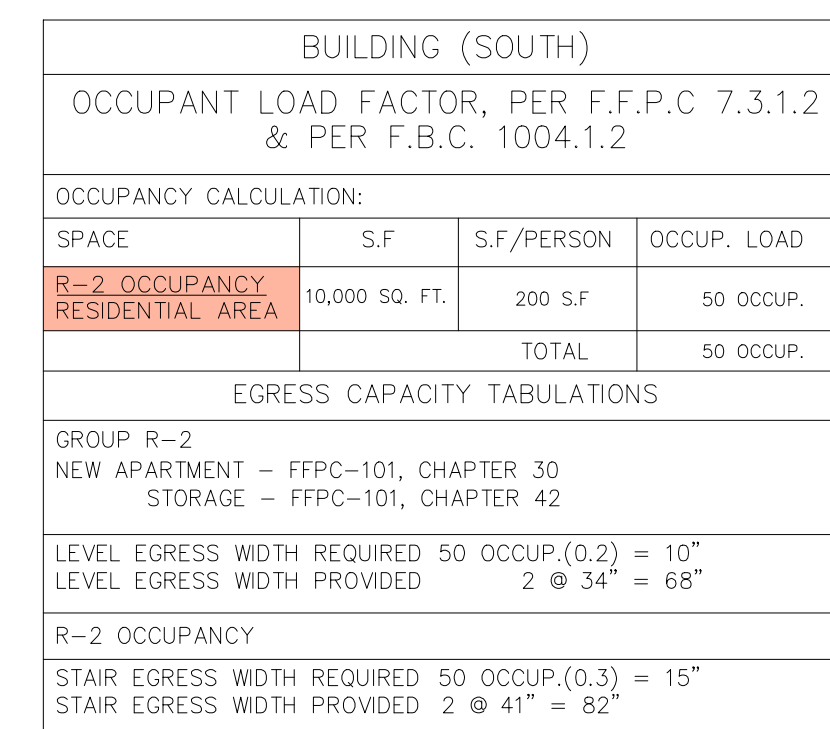 BUILDING (SOUTH)
OCCUPANT LOAD FACTOR, PER F.F.P.C 7.3.1.2
& PER F.B.C. 1004.1.2
OCCUPANCY CALCULATION:
SPACE S.F S.F/PERSON OCCUP. LOAD
R-2 OCCUPANCY
RESIDENTIAL AREA 10,000 SQ. FT. 200 S.F 50 OCCUP.
TOTAL 50 OCCUP.
EGRESS CAPACITY TABULATIONS
GROUP R-2
NEW APARTMENT - FFPC-101, CHAPTER 30
STORAGE - FFPC-101, CHAPTER 42
LEVEL EGRESS WIDTH REQUIRED 50 OCCUP.(0.2) = 10"
LEVEL EGRESS WIDTH PROVIDED 2 @ 34" = 68"
R-2 OCCUPANCY
STAIR EGRESS WIDTH REQUIRED 50 OCCUP.(0.3) = 15"
STAIR EGRESS WIDTH PROVIDED 2 @ 41" = 82"